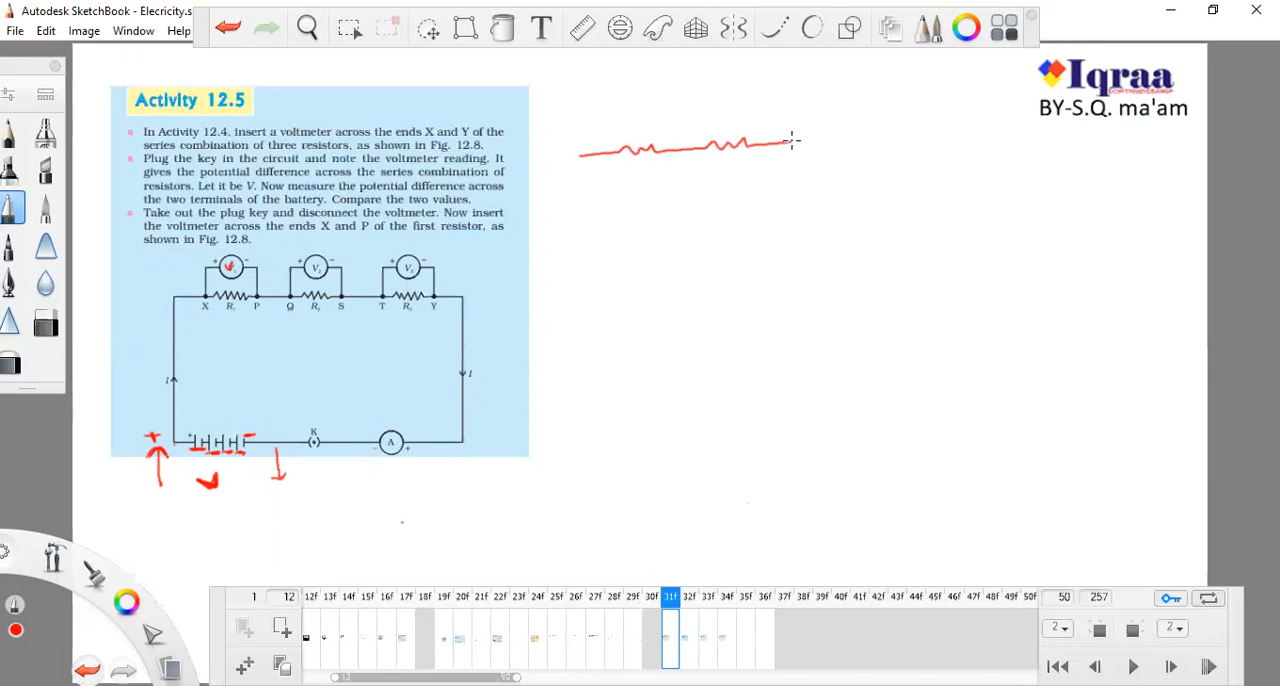 Autodesk SketchBook - Elecricity.s
File Edit Image Window Help
Iqraa
BY-S.Q. ma'am
Activity 12.5
In Activity 12.4, insert a voltmeter across the ends X and Y of the
series combination of three resistors, as shown in Fig. 12.8.
Plug the key in the circuit and note the voltmeter reading. It
gives the potential difference across the series combination of
resistors. Let it be V. Now measure the potential difference across
the two terminals of the battery. Compare the two values.
Take out the plug key and disconnect the voltmeter. Now insert
the voltmeter across the ends X and P of the first resistor, as
shown in Fig. 12.8.
+ - + V₂ - + V₃ -
X R₁ P Q R₂ S T R₃ Y
I I
+ + - K - A +
V
1 12 12f 13f 14f 15f 16f 17f 18f 19f 20f 21f 22f 23f 24f 25f 26f 27f 28f 29f 30f 31f 32f 33f 34f 35f 36f 37f 38f 39f 40f 41f 42f 43f 44f 45f 46f 47f 48f 49f 50f 50 257
2 2
12 50